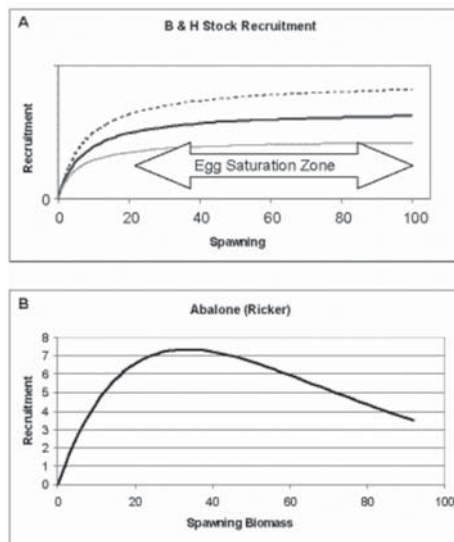 A
B & H Stock Recruitment
Recruitment
Egg Saturation Zone
0
0 20 40 60 80 100
Spawning
B
Abalone (Ricker)
Recruitment
8
7
6
5
4
3
2
1
0
0 20 40 60 80 100
Spawning Biomass